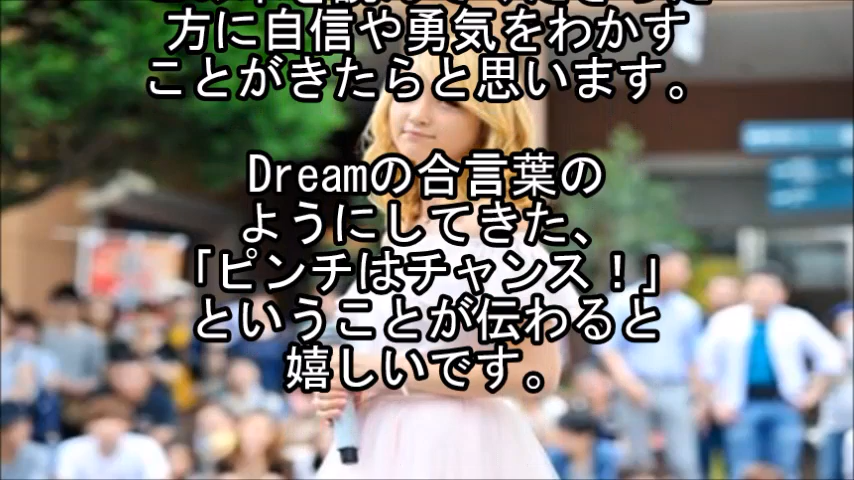 方に自信や勇気をわかす
ことがきたらと思います。
Dreamの合言葉の
ようにしてきた、
「ピンチはチャンス！」
ということが伝わると
嬉しいです。